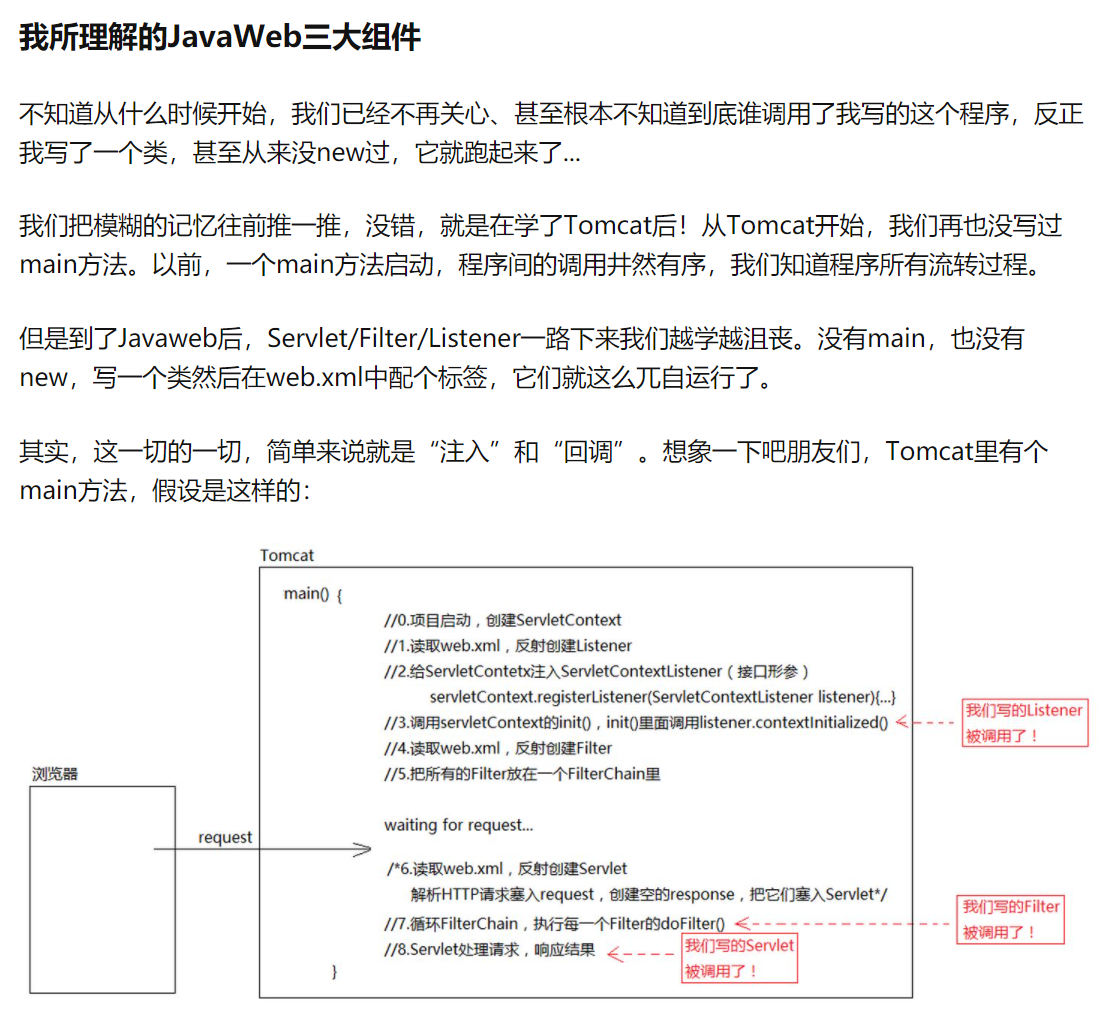 我所理解的JavaWeb三大组件
不知道从什么时候开始，我们已经不再关心、甚至根本不知道到底谁调用了我写的这个程序，反正
我写了一个类，甚至从来没new过，它就跑起来了...
我们把模糊的记忆往前推一推，没错，就是在学了Tomcat后！从Tomcat开始，我们再也没写过
main方法。以前，一个main方法启动，程序间的调用井然有序，我们知道程序所有流转过程。
但是到了Javaweb后，Servlet/Filter/Listener一路下来我们越学越沮丧。没有main，也没有
new，写一个类然后在web.xml中配个标签，它们就这么兀自运行了。
其实，这一切的一切，简单来说就是“注入”和“回调”。想象一下吧朋友们，Tomcat里有个
main方法，假设是这样的：
Tomcat
main() {
//0.项目启动，创建ServletContext
//1.读取web.xml，反射创建Listener
//2.给ServletContetx注入ServletContextListener（接口形参）
servletContext.registerListener(ServletContextListener listener){...}
//3.调用servletContext的init()，init()里面调用listener.contextInitialized()
我们写的Listener
被调用了！
//4.读取web.xml，反射创建Filter
//5.把所有的Filter放在一个FilterChain里
浏览器
waiting for request...
request
/*6.读取web.xml，反射创建Servlet
解析HTTP请求塞入request，创建空的response，把它们塞入Servlet*/
//7.循环FilterChain，执行每一个Filter的doFilter()
我们写的Filter
被调用了！
//8.Servlet处理请求，响应结果
我们写的Servlet
被调用了！
}